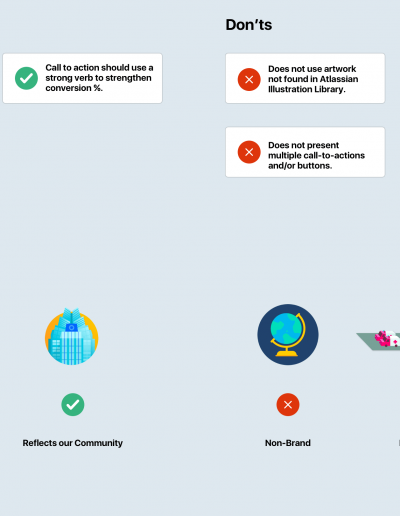 Don’ts
Call to action should use a
strong verb to strengthen
conversion %.
Does not use artwork
not found in Atlassian
Illustration Library.
Does not present
multiple call-to-actions
and/or buttons.
Reflects our Community
Non-Brand